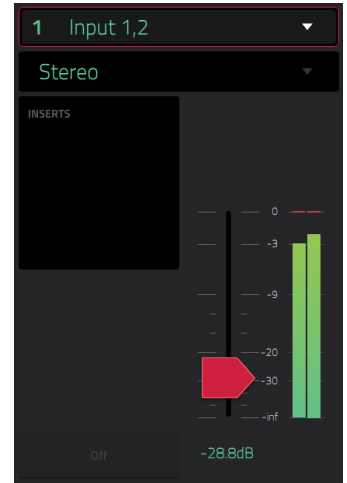 1 Input 1,2
Stereo
INSERTS
0
-3
-9
-20
-30
-inf
Off
-28.8dB